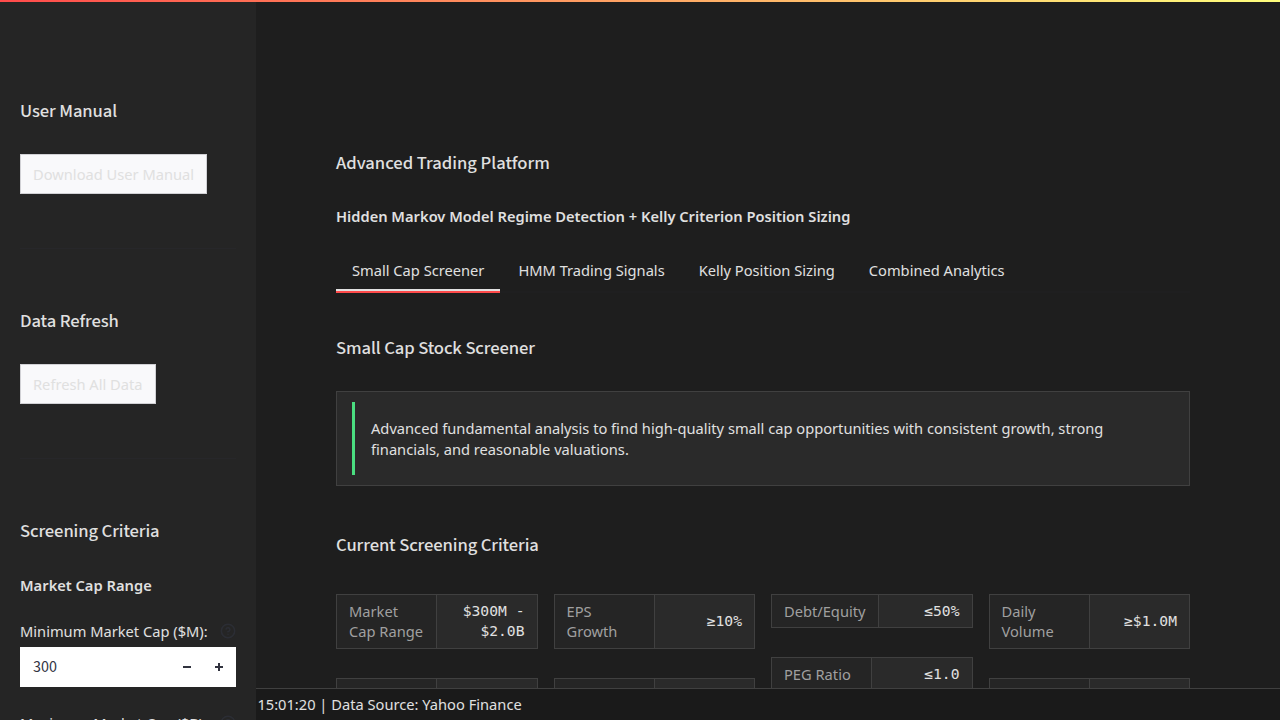 User Manual
Download User Manual
Data Refresh
Refresh All Data
Screening Criteria
Market Cap Range
Minimum Market Cap ($M):
300
Advanced Trading Platform
Hidden Markov Model Regime Detection + Kelly Criterion Position Sizing
Small Cap Screener HMM Trading Signals Kelly Position Sizing Combined Analytics
Small Cap Stock Screener
Advanced fundamental analysis to find high-quality small cap opportunities with consistent growth, strong
financials, and reasonable valuations.
Current Screening Criteria
Market
Cap Range
$300M -
$2.0B
EPS
Growth
≥10%
Debt/Equity
≤50%
Daily
Volume
≥$1.0M
PEG Ratio
≤1.0
15:01:20 | Data Source: Yahoo Finance